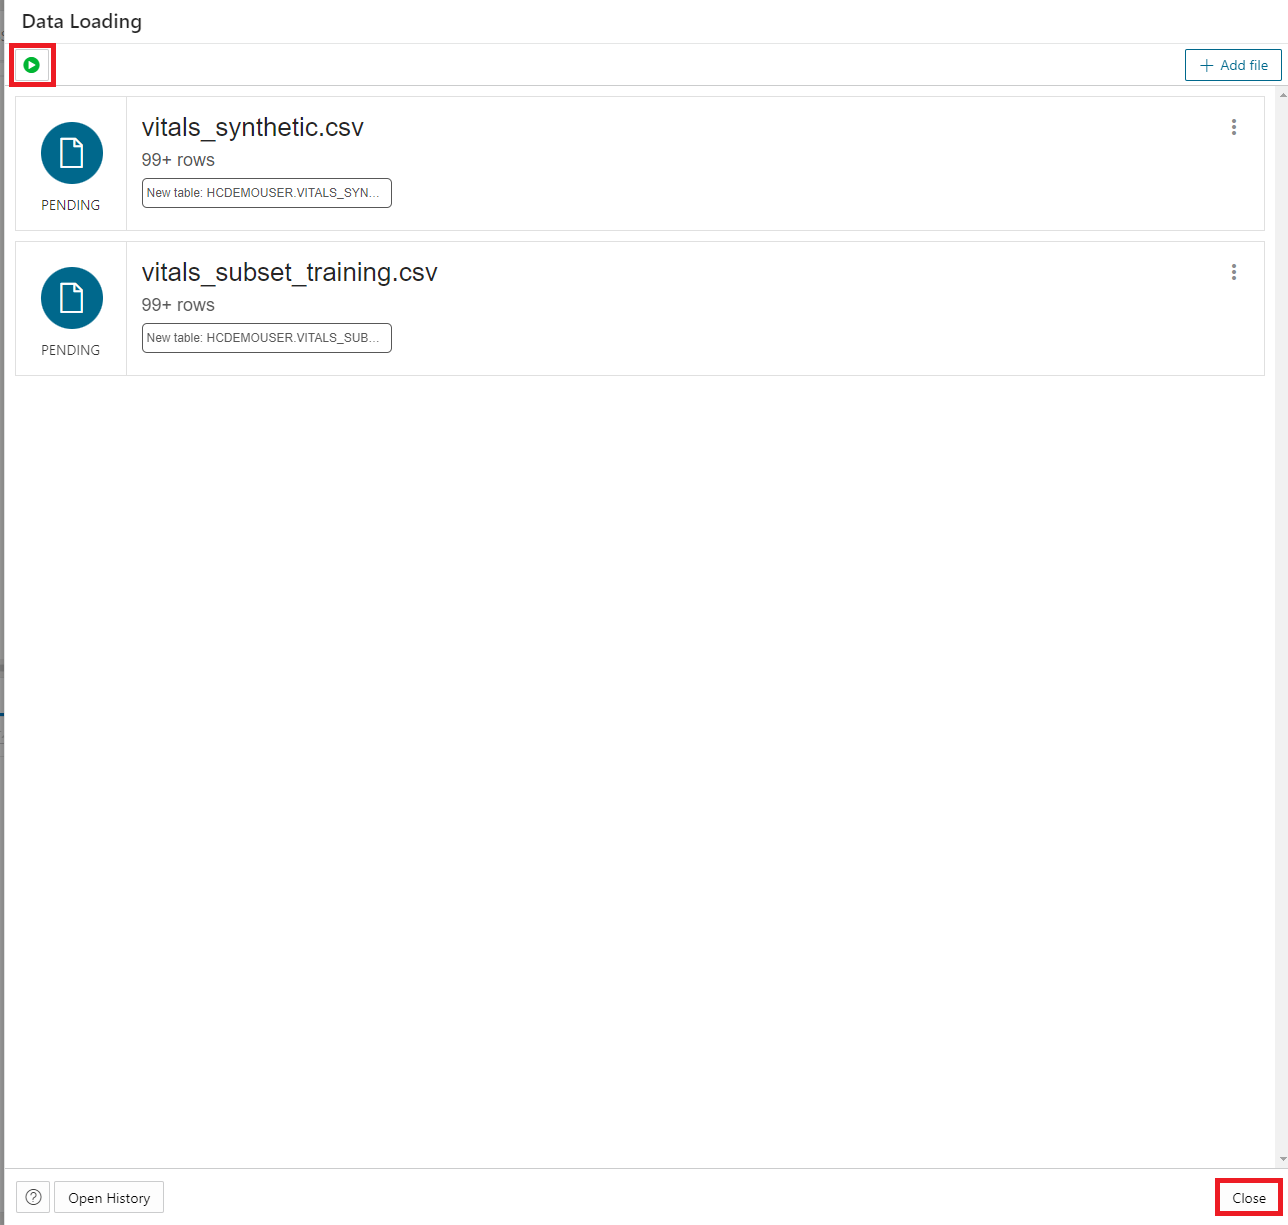 Data Loading
Add file
vitals_synthetic.csv
99+ rows
New table: HCDEMOUSER.VITALS_SYN...
PENDING
vitals_subset_training.csv
99+ rows
New table: HCDEMOUSER.VITALS_SUB...
PENDING
? Open History
Close